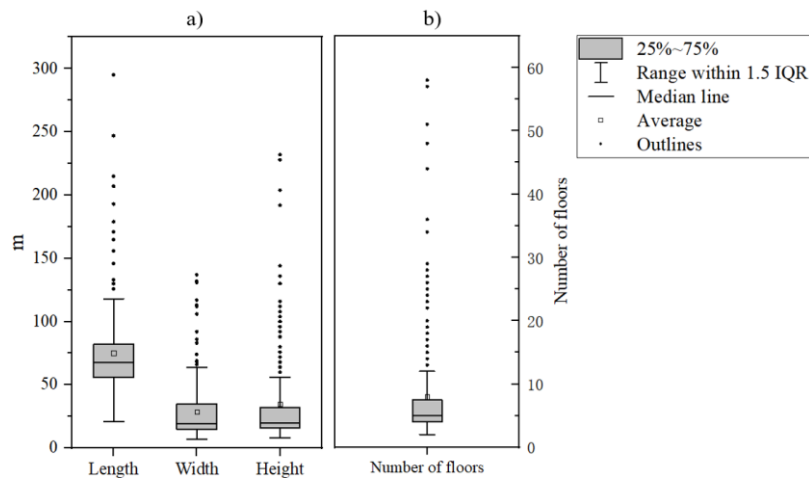 a)
b)
300
250
200
150
100
50
0
m
Length
Width
Height
60
50
40
30
20
10
0
Number of floors
Number of floors
25%~75%
Range within 1.5 IQR
Median line
Average
Outlines